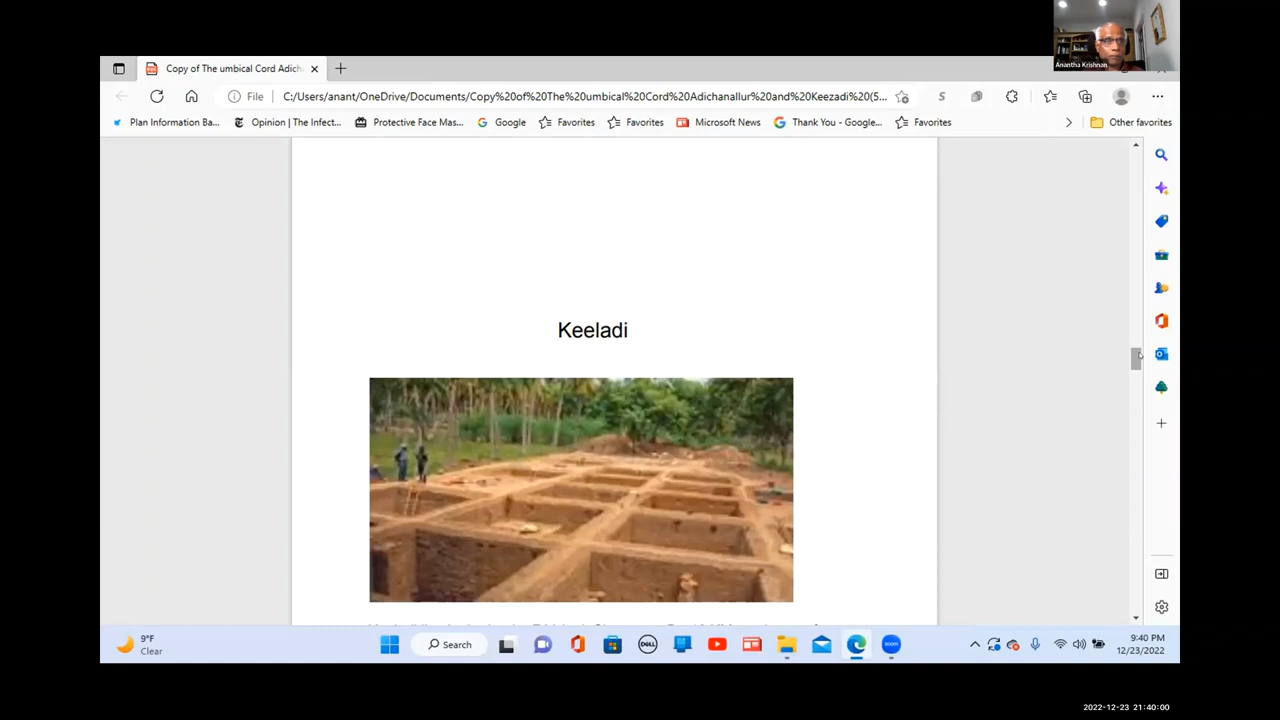 Anantha Krishnan
Copy of The umbical Cord Adich
File
C:/Users/anant/OneDrive/Documents/Copy%20of%20The%20umbical%20Cord%20Adichanallur%20and%20Keezadi%20(5...
Plan Information Ba...
Opinion | The Infect...
Protective Face Mas...
Google
Favorites
Favorites
Microsoft News
Thank You - Google...
Favorites
Other favorites
Keeladi
9°F
Clear
Search
DELL
zoom
9:40 PM
12/23/2022
2022-12-23 21:40:00